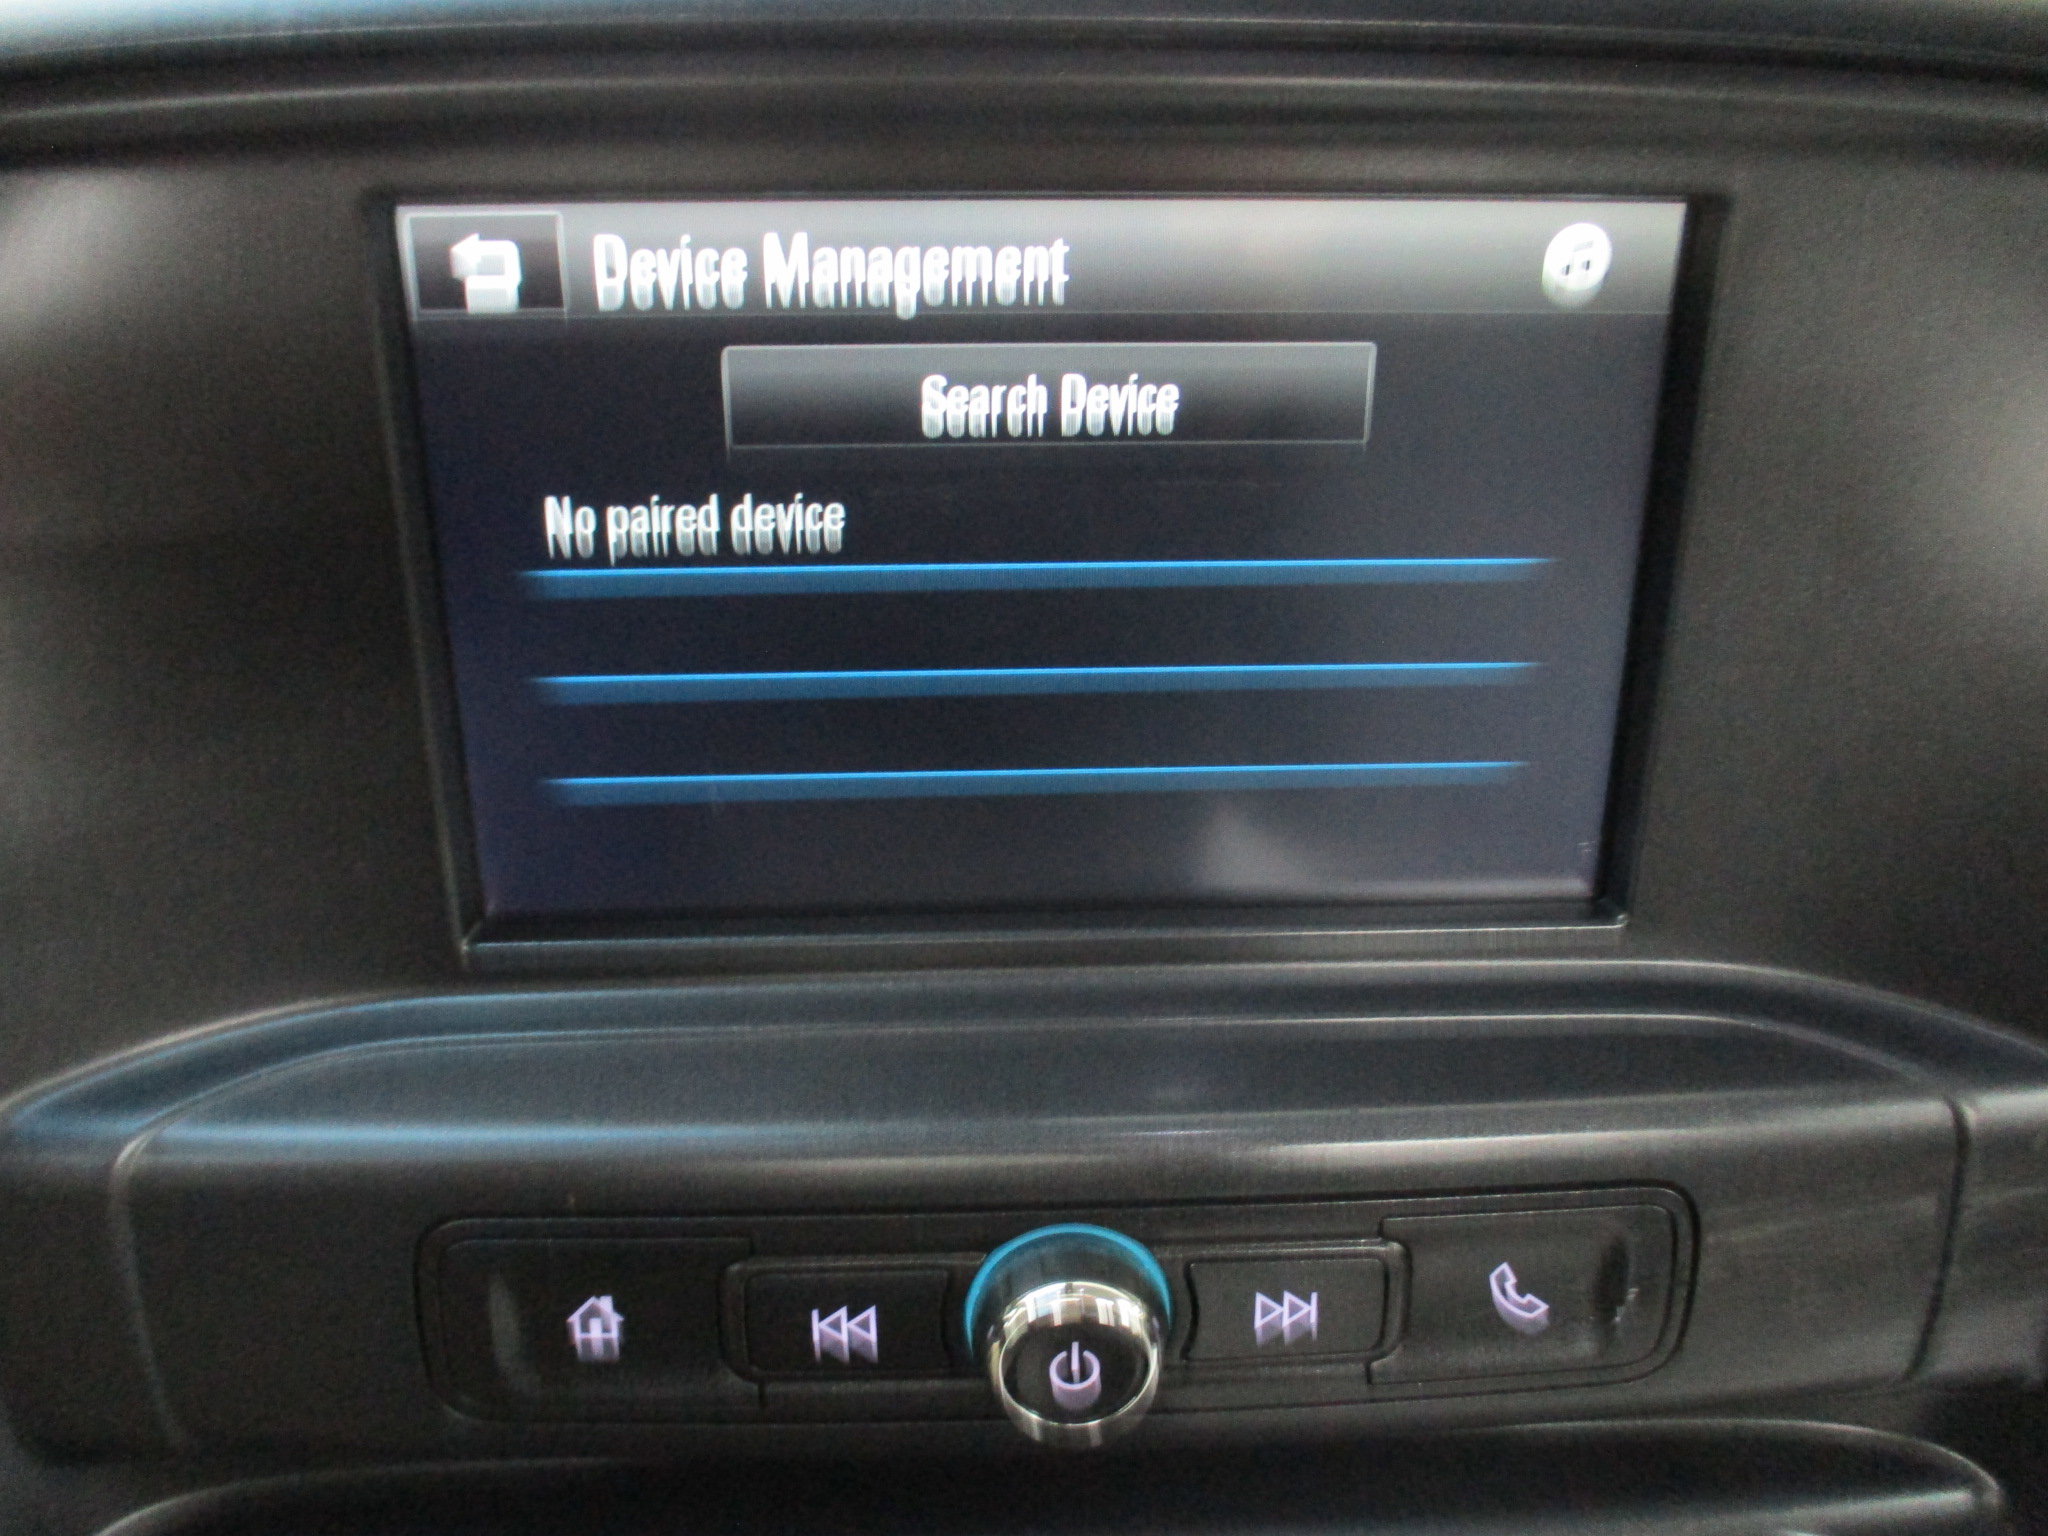 Device Management
Search Device
No paired device